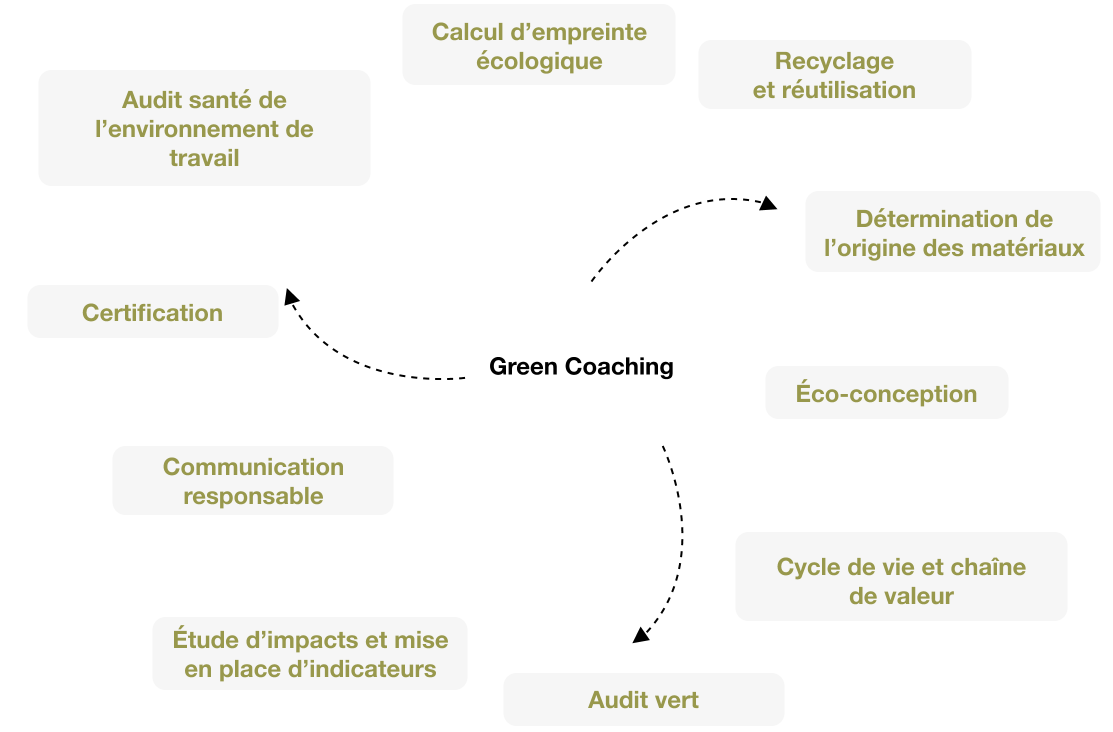 Calcul d’empreinte
écologique
Recyclage
et réutilisation
Audit santé de
l’environnement de
travail
Détermination de
l’origine des matériaux
Certification
Green Coaching
Éco-conception
Communication
responsable
Cycle de vie et chaîne
de valeur
Étude d’impacts et mise
en place d’indicateurs
Audit vert